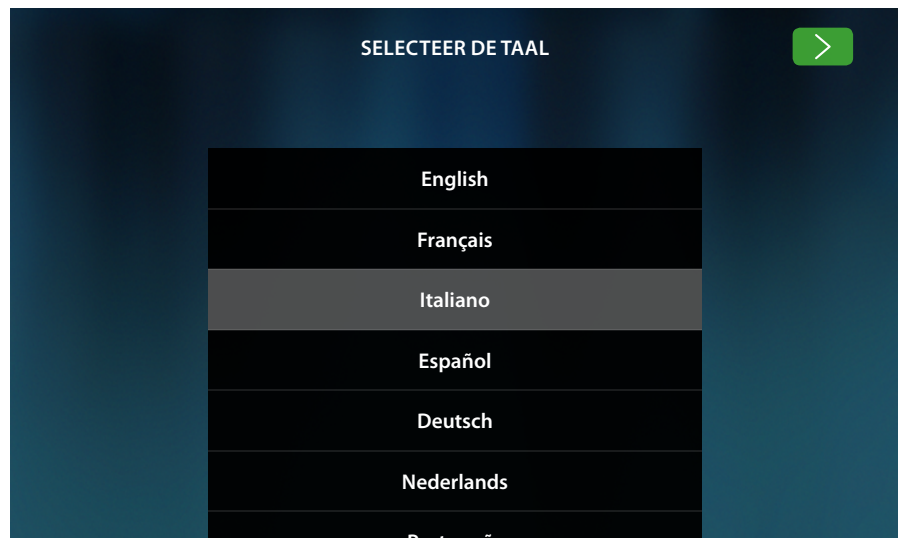 SELECTEER DE TAAL
English
Français
Italiano
Español
Deutsch
Nederlands